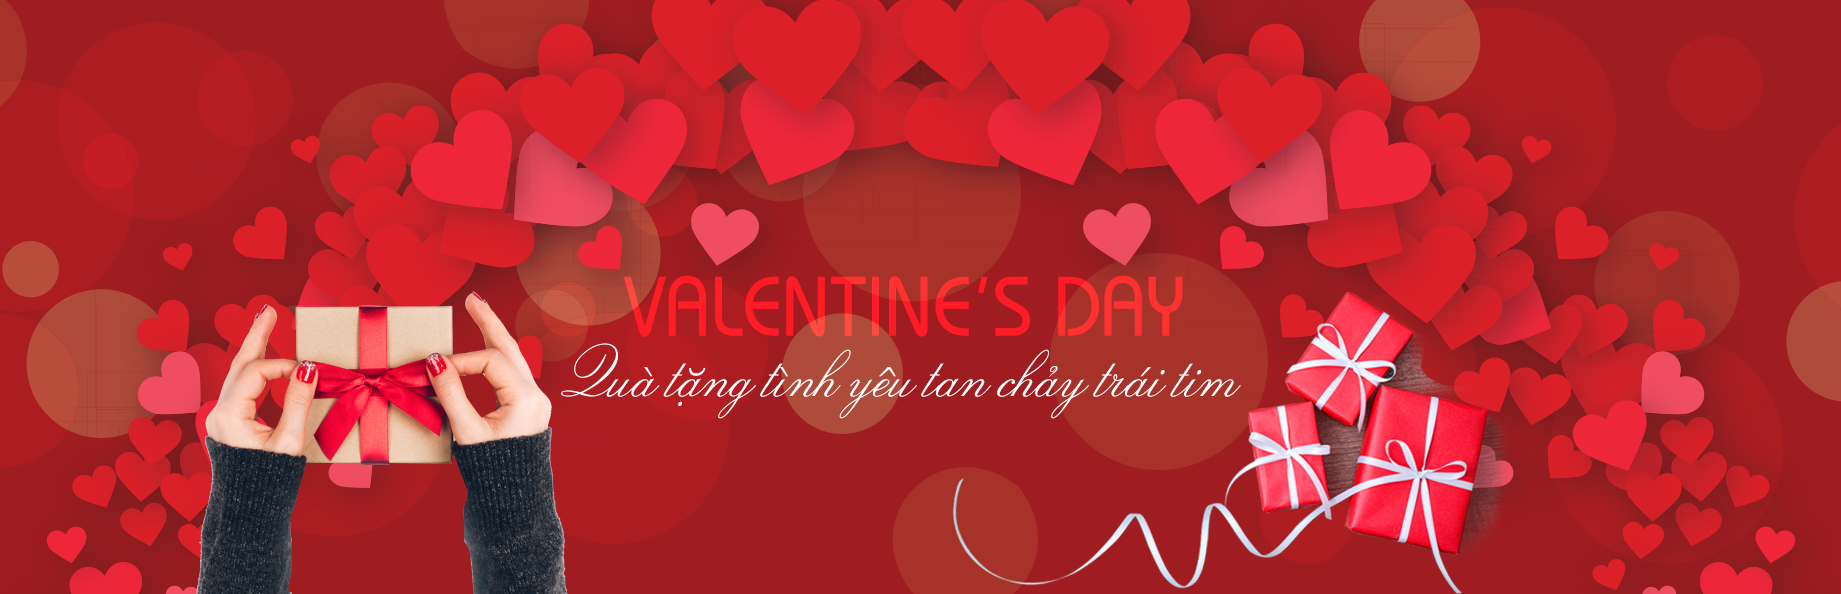 VALENTINE'S DAY
Quà tặng tình yêu tan chảy trái tim